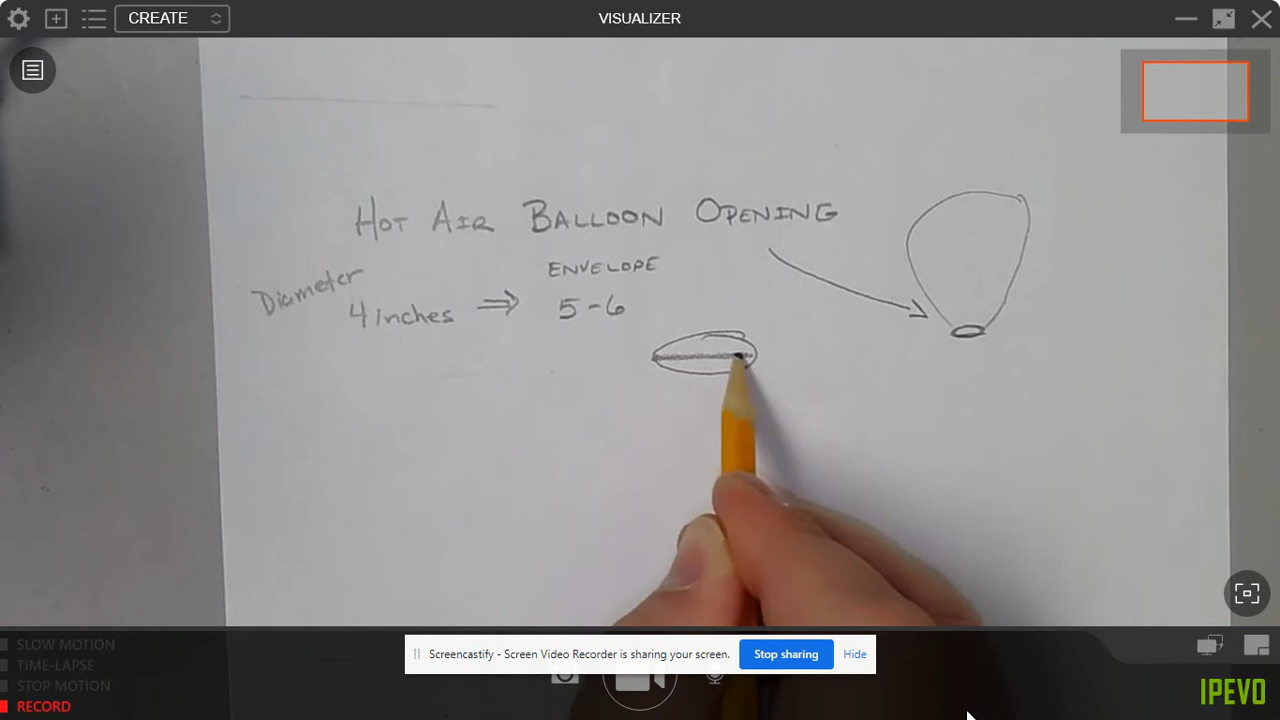 CREATE
VISUALIZER
HOT AIR BALLOON OPENING
ENVELOPE
Diameter
4 inches ⇒ 5-6
SLOW MOTION
TIME-LAPSE
STOP MOTION
RECORD
Screencastify - Screen Video Recorder is sharing your screen.
Stop sharing
Hide
IPEVO